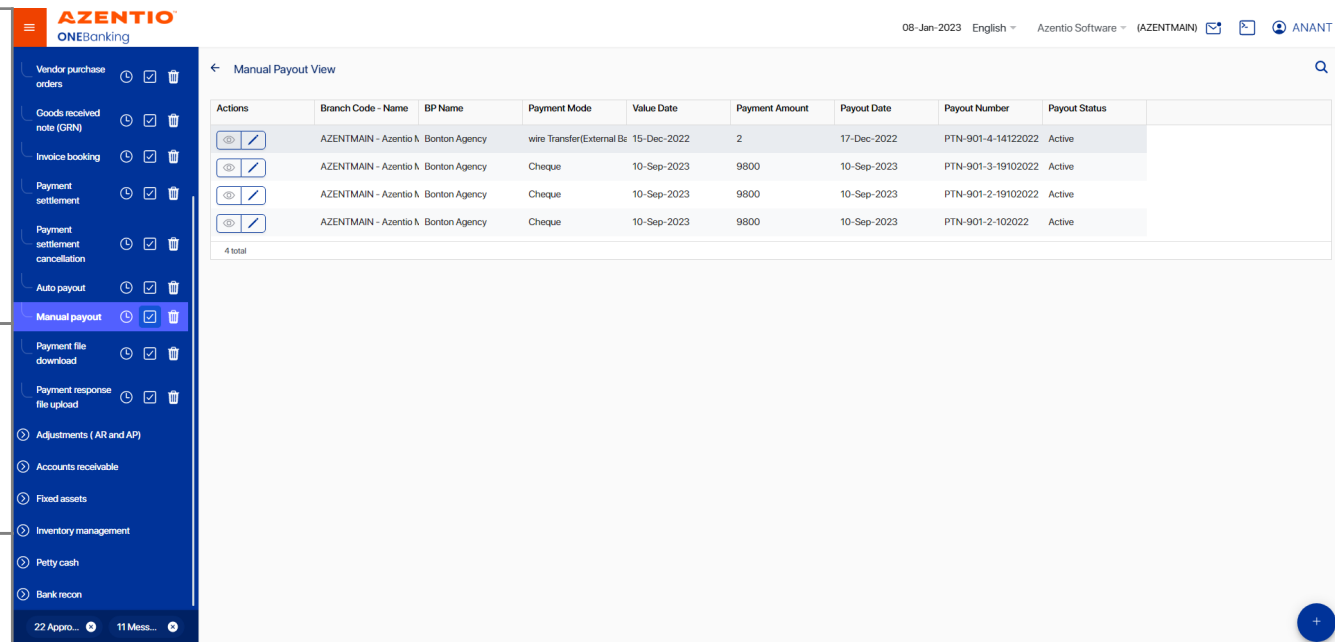 AZENTIO
ONEBanking
08-Jan-2023 English Azentio Software (AZENTMAIN) ANANT
Vendor purchase
orders
Goods received
note (GRN)
Invoice booking
Payment
settlement
Payment
settlement
cancellation
Auto payout
Manual payout
Payment file
download
Payment response
file upload
Adjustments ( AR and AP)
Accounts receivable
Fixed assets
Inventory management
Petty cash
Bank recon
22 Appro... 11 Mess...
Manual Payout View
Actions Branch Code - Name BP Name Payment Mode Value Date Payment Amount Payout Date Payout Number Payout Status
AZENTMAIN - Azentio M Bonton Agency wire Transfer(External Ba 15-Dec-2022 2 17-Dec-2022 PTN-901-4-14122022 Active
AZENTMAIN - Azentio M Bonton Agency Cheque 10-Sep-2023 9800 10-Sep-2023 PTN-901-3-19102022 Active
AZENTMAIN - Azentio M Bonton Agency Cheque 10-Sep-2023 9800 10-Sep-2023 PTN-901-2-19102022 Active
AZENTMAIN - Azentio M Bonton Agency Cheque 10-Sep-2023 9800 10-Sep-2023 PTN-901-2-102022 Active
4 total